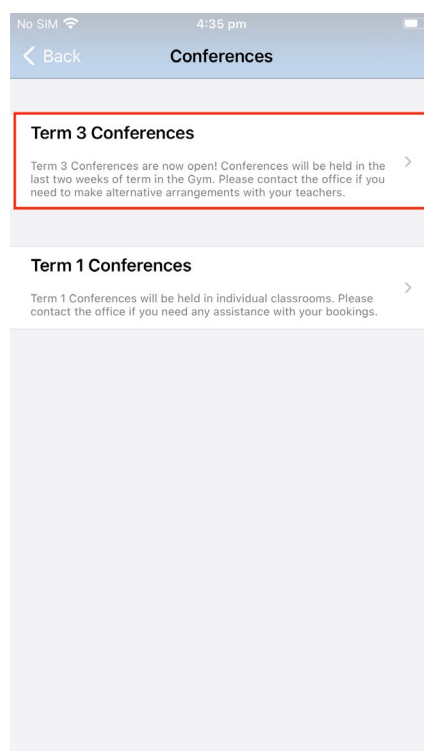 No SIM 4:35 pm
Back Conferences
Term 3 Conferences
Term 3 Conferences are now open! Conferences will be held in the
last two weeks of term in the Gym. Please contact the office if you
need to make alternative arrangements with your teachers.
Term 1 Conferences
Term 1 Conferences will be held in individual classrooms. Please
contact the office if you need any assistance with your bookings.